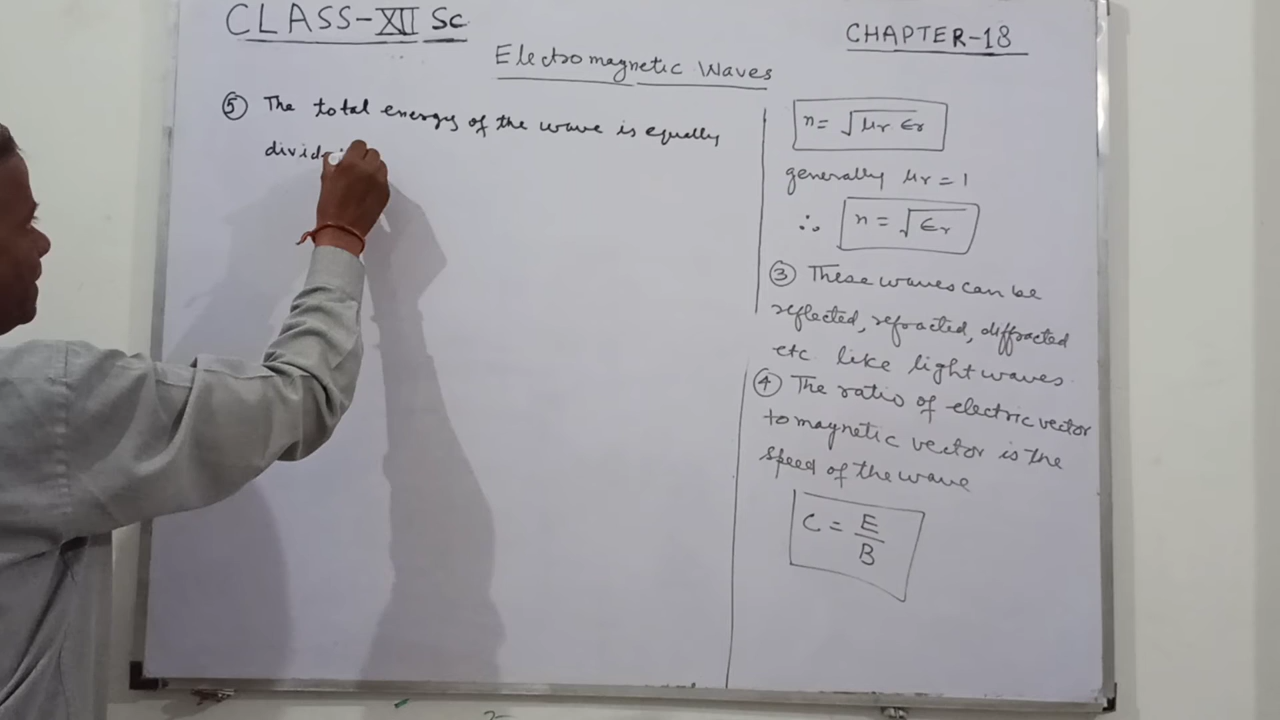 CLASS-XII Sc
CHAPTER-18
Electromagnetic Waves
⑤ The total energy of the wave is equally
n = √μr εr
generally μr = 1
∴ n = √εr
③ These waves can be
reflected, refracted, diffracted
etc like light waves.
④ The ratio of electric vector
to magnetic vector is the
speed of the wave
C = E/B